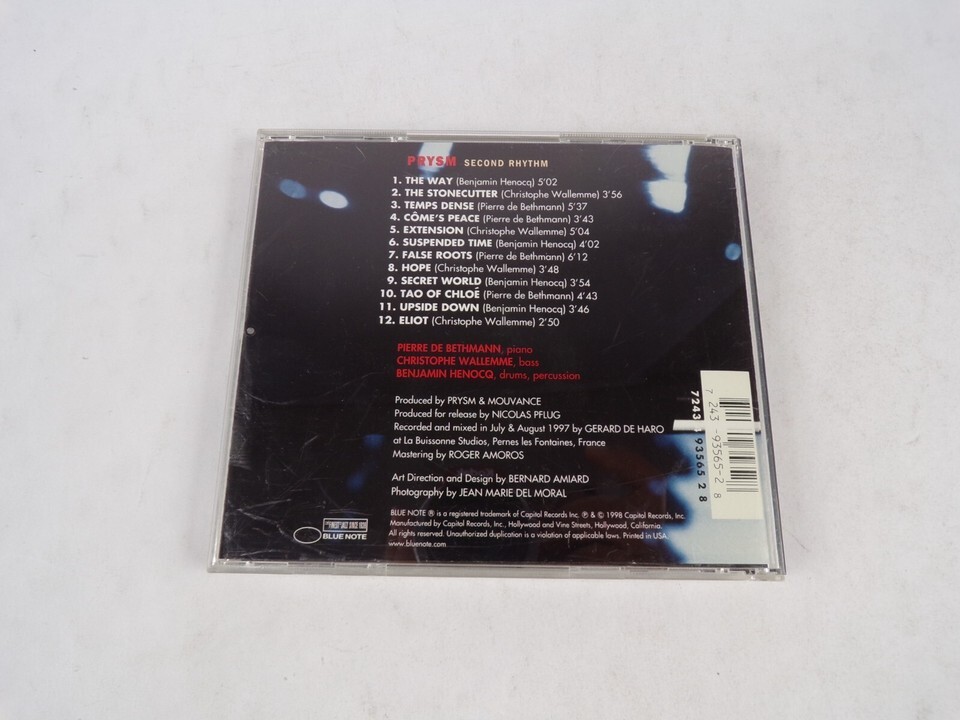 PRYSM SECOND RHYTHM
1. THE WAY (Benjamin Henocq) 5'02
2. THE STONECUTTER (Christophe Wallemme) 3'56
3. TEMPS DENSE (Pierre de Bethmann) 5'37
4. CÔME'S PEACE (Pierre de Bethmann) 3'43
5. EXTENSION (Christophe Wallemme) 5'04
6. SUSPENDED TIME (Benjamin Henocq) 4'02
7. FALSE ROOTS (Pierre de Bethmann) 6'12
8. HOPE (Christophe Wallemme) 3'48
9. SECRET WORLD (Benjamin Henocq) 3'54
10. TAO OF CHLOÉ (Pierre de Bethmann) 4'43
11. UPSIDE DOWN (Benjamin Henocq) 3'46
12. ELIOT (Christophe Wallemme) 2'50
PIERRE DE BETHMANN, piano
CHRISTOPHE WALLEMME, bass
BENJAMIN HENOCQ, drums, percussion
Produced by PRYSM & MOUVANCE
Produced for release by NICOLAS PFLUG
Recorded and mixed in July & August 1997 by GERARD DE HARO
at La Buissonne Studios, Pernes les Fontaines, France
Mastering by ROGER AMOROS
Art Direction and Design by BERNARD AMIARD
Photography by JEAN MARIE DEL MORAL
BLUE NOTE ® is a registered trademark of Capitol Records Inc. ℗ & © 1998 Capitol Records, Inc.
Manufactured by Capitol Records, Inc., Hollywood and Vine Streets, Hollywood, California.
All rights reserved. Unauthorized duplication is a violation of applicable laws. Printed in USA.
www.bluenote.com
THE FINEST JAZZ SINCE 1939
BLUE NOTE
7243 93565 2 8
7 243 -93565-2 8